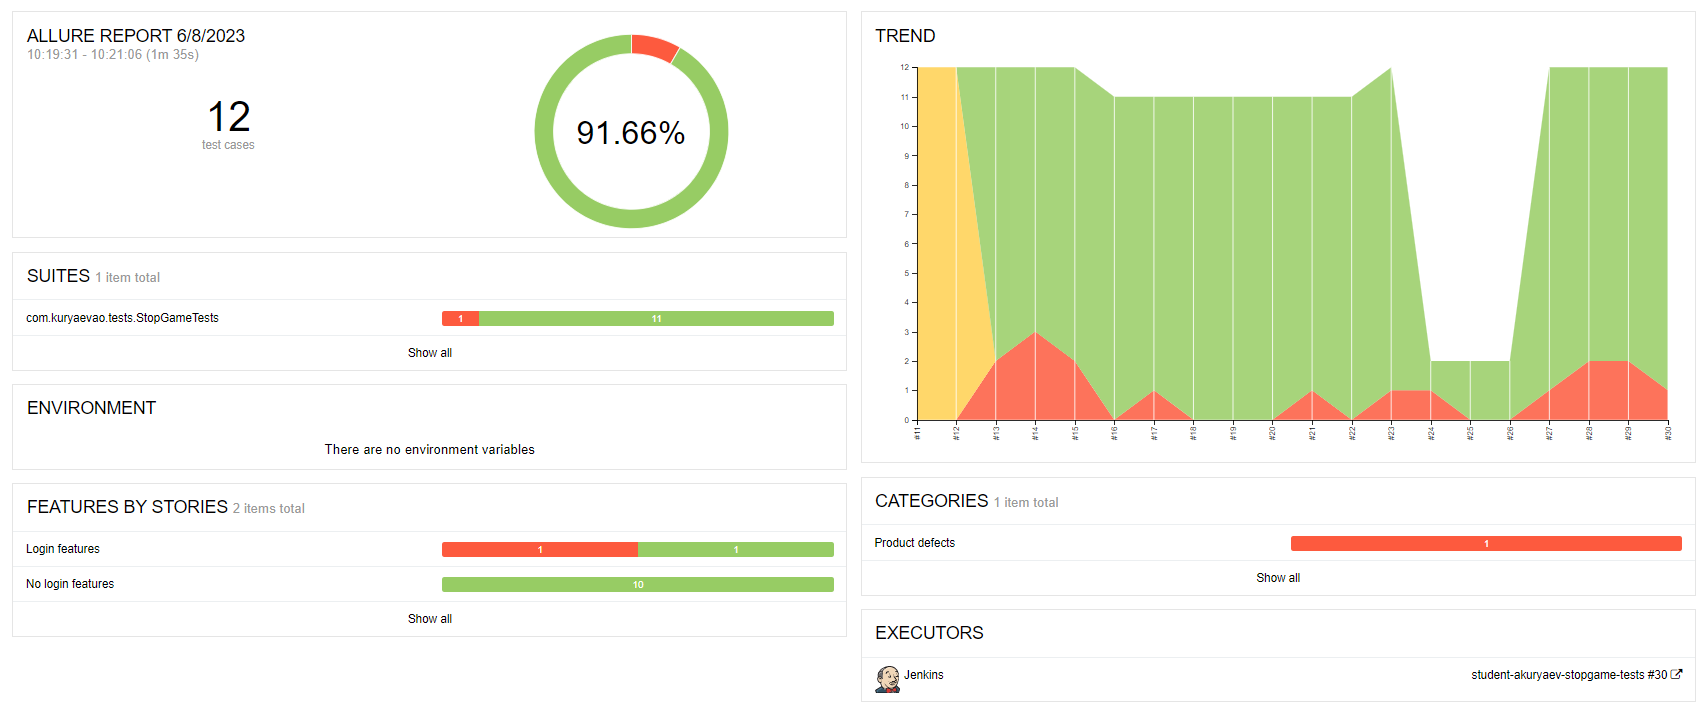 ALLURE REPORT 6/8/2023
10:19:31 - 10:21:06 (1m 35s)
12
test cases
91.66%
SUITES 1 item total
com.kuryaevao.tests.StopGameTests 1 11
Show all
ENVIRONMENT
There are no environment variables
FEATURES BY STORIES 2 items total
Login features 1 1
No login features 10
Show all
TREND
12
11
10
9
8
7
6
5
4
3
2
1
0
#11 #12 #13 #14 #15 #16 #17 #18 #19 #20 #21 #22 #23 #24 #25 #26 #27 #28 #29 #30
CATEGORIES 1 item total
Product defects 1
Show all
EXECUTORS
Jenkins student-akuryaev-stopgame-tests #30